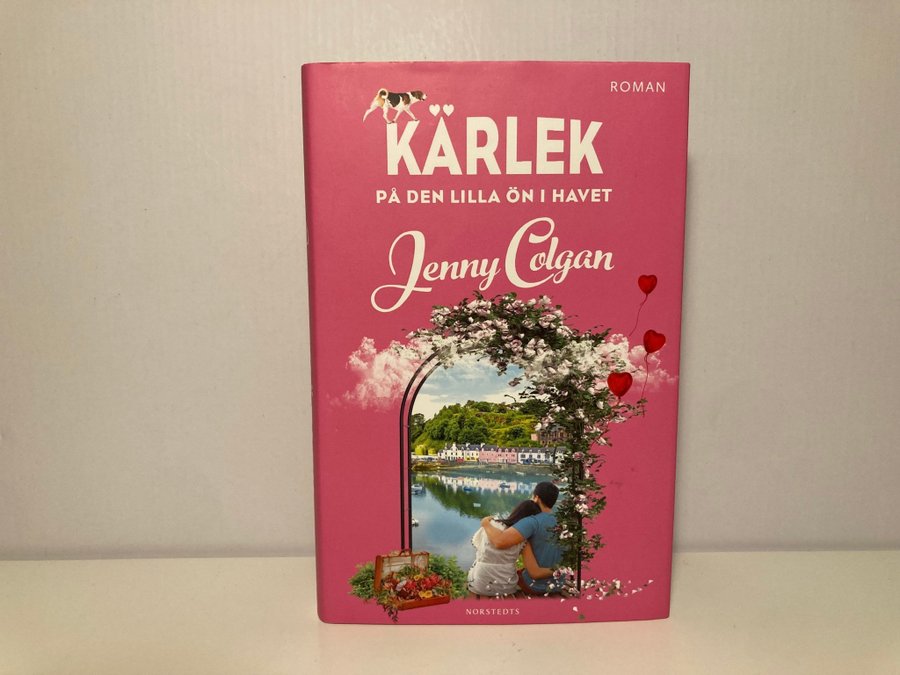 ROMAN
KÄRLEK
PÅ DEN LILLA ÖN I HAVET
Jenny Colgan
NORSTEDTS